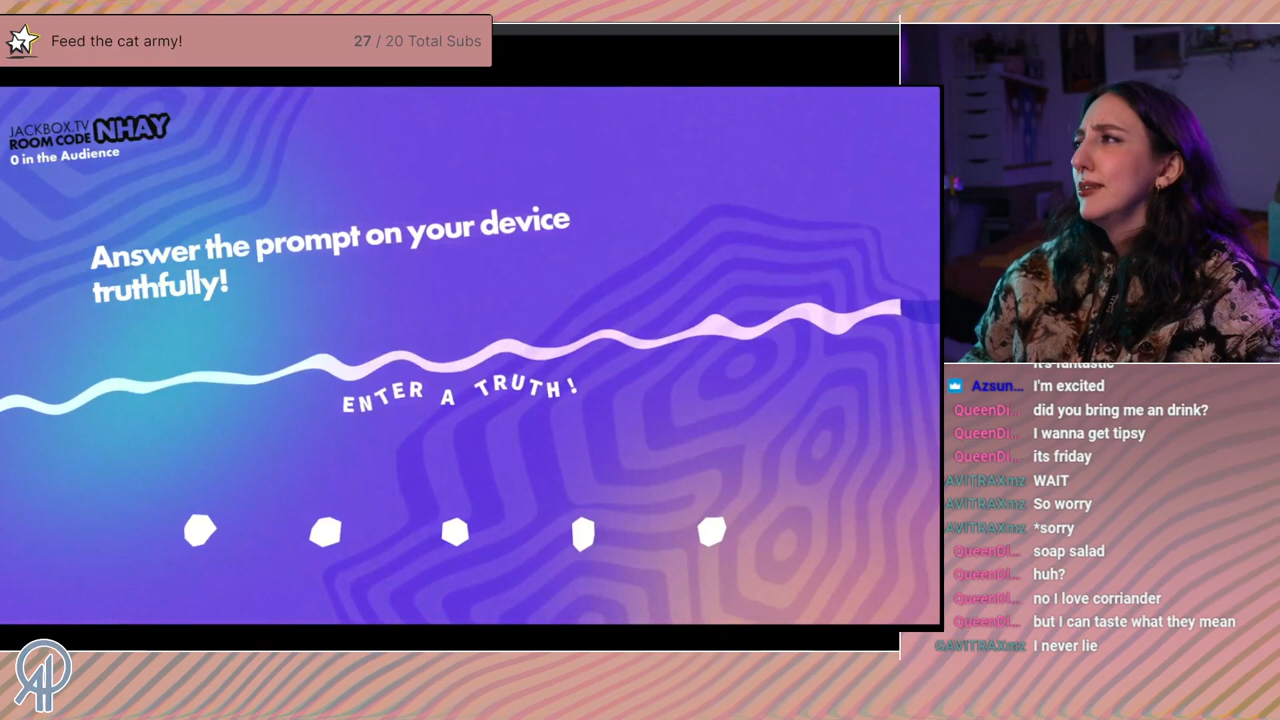 Feed the cat army!
27 / 20 Total Subs
JACKBOX.TV
ROOM CODE NHAY
0 in the Audience
Answer the prompt on your device
truthfully!
ENTER A TRUTH!
It's fantastic
Azsun... I'm excited
QueenDi... did you bring me an drink?
QueenDi... I wanna get tipsy
QueenDi... its friday
AVITRAXmz WAIT
AVITRAXmz So worry
AVITRAXmz *sorry
QueenDi... soap salad
QueenDi... huh?
QueenDi... no I love corriander
QueenDi... but I can taste what they mean
GAVITRAXmz I never lie